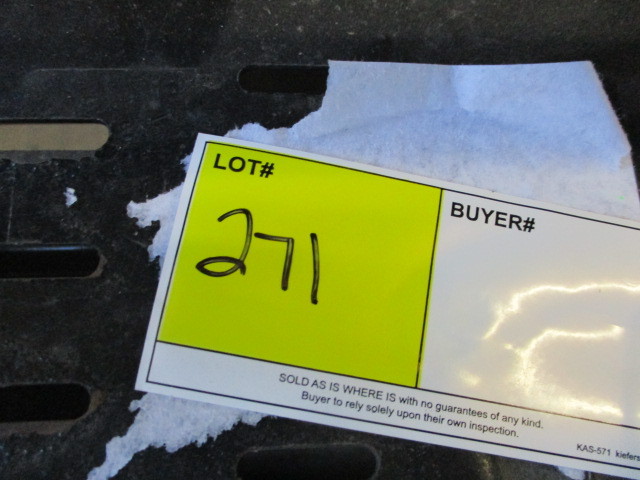 LOT#
BUYER#
271
SOLD AS IS WHERE IS with no guarantees of any kind.
Buyer to rely solely upon their own inspection.
KAS-571 kiefers